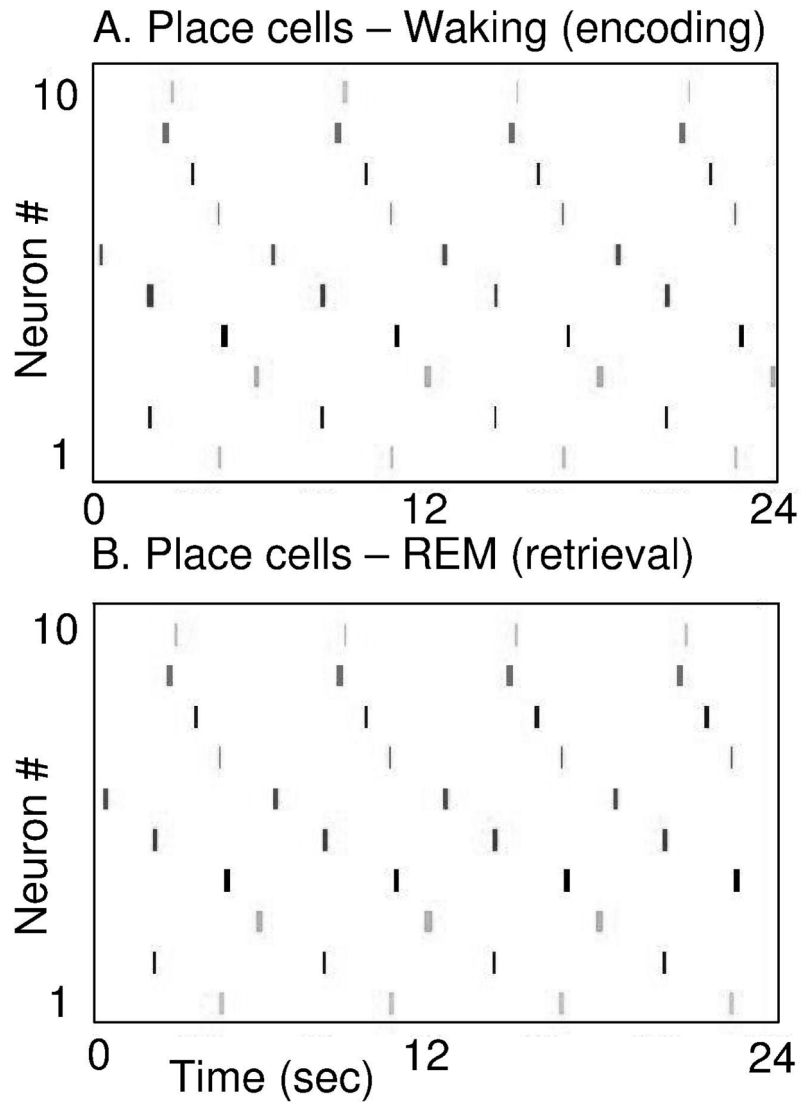 A. Place cells – Waking (encoding)
10
Neuron #
1
0 12 24
B. Place cells – REM (retrieval)
10
Neuron #
1
0 12 24
Time (sec)